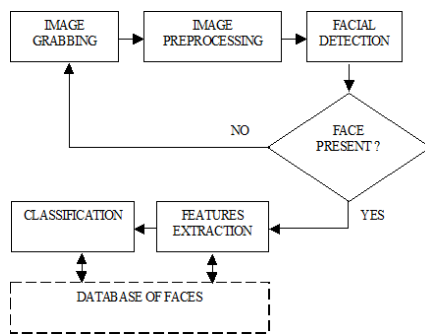 IMAGE
GRABBING
IMAGE
PREPROCESSING
FACIAL
DETECTION
NO
FACE
PRESENT ?
YES
CLASSIFICATION
FEATURES
EXTRACTION
DATABASE OF FACES